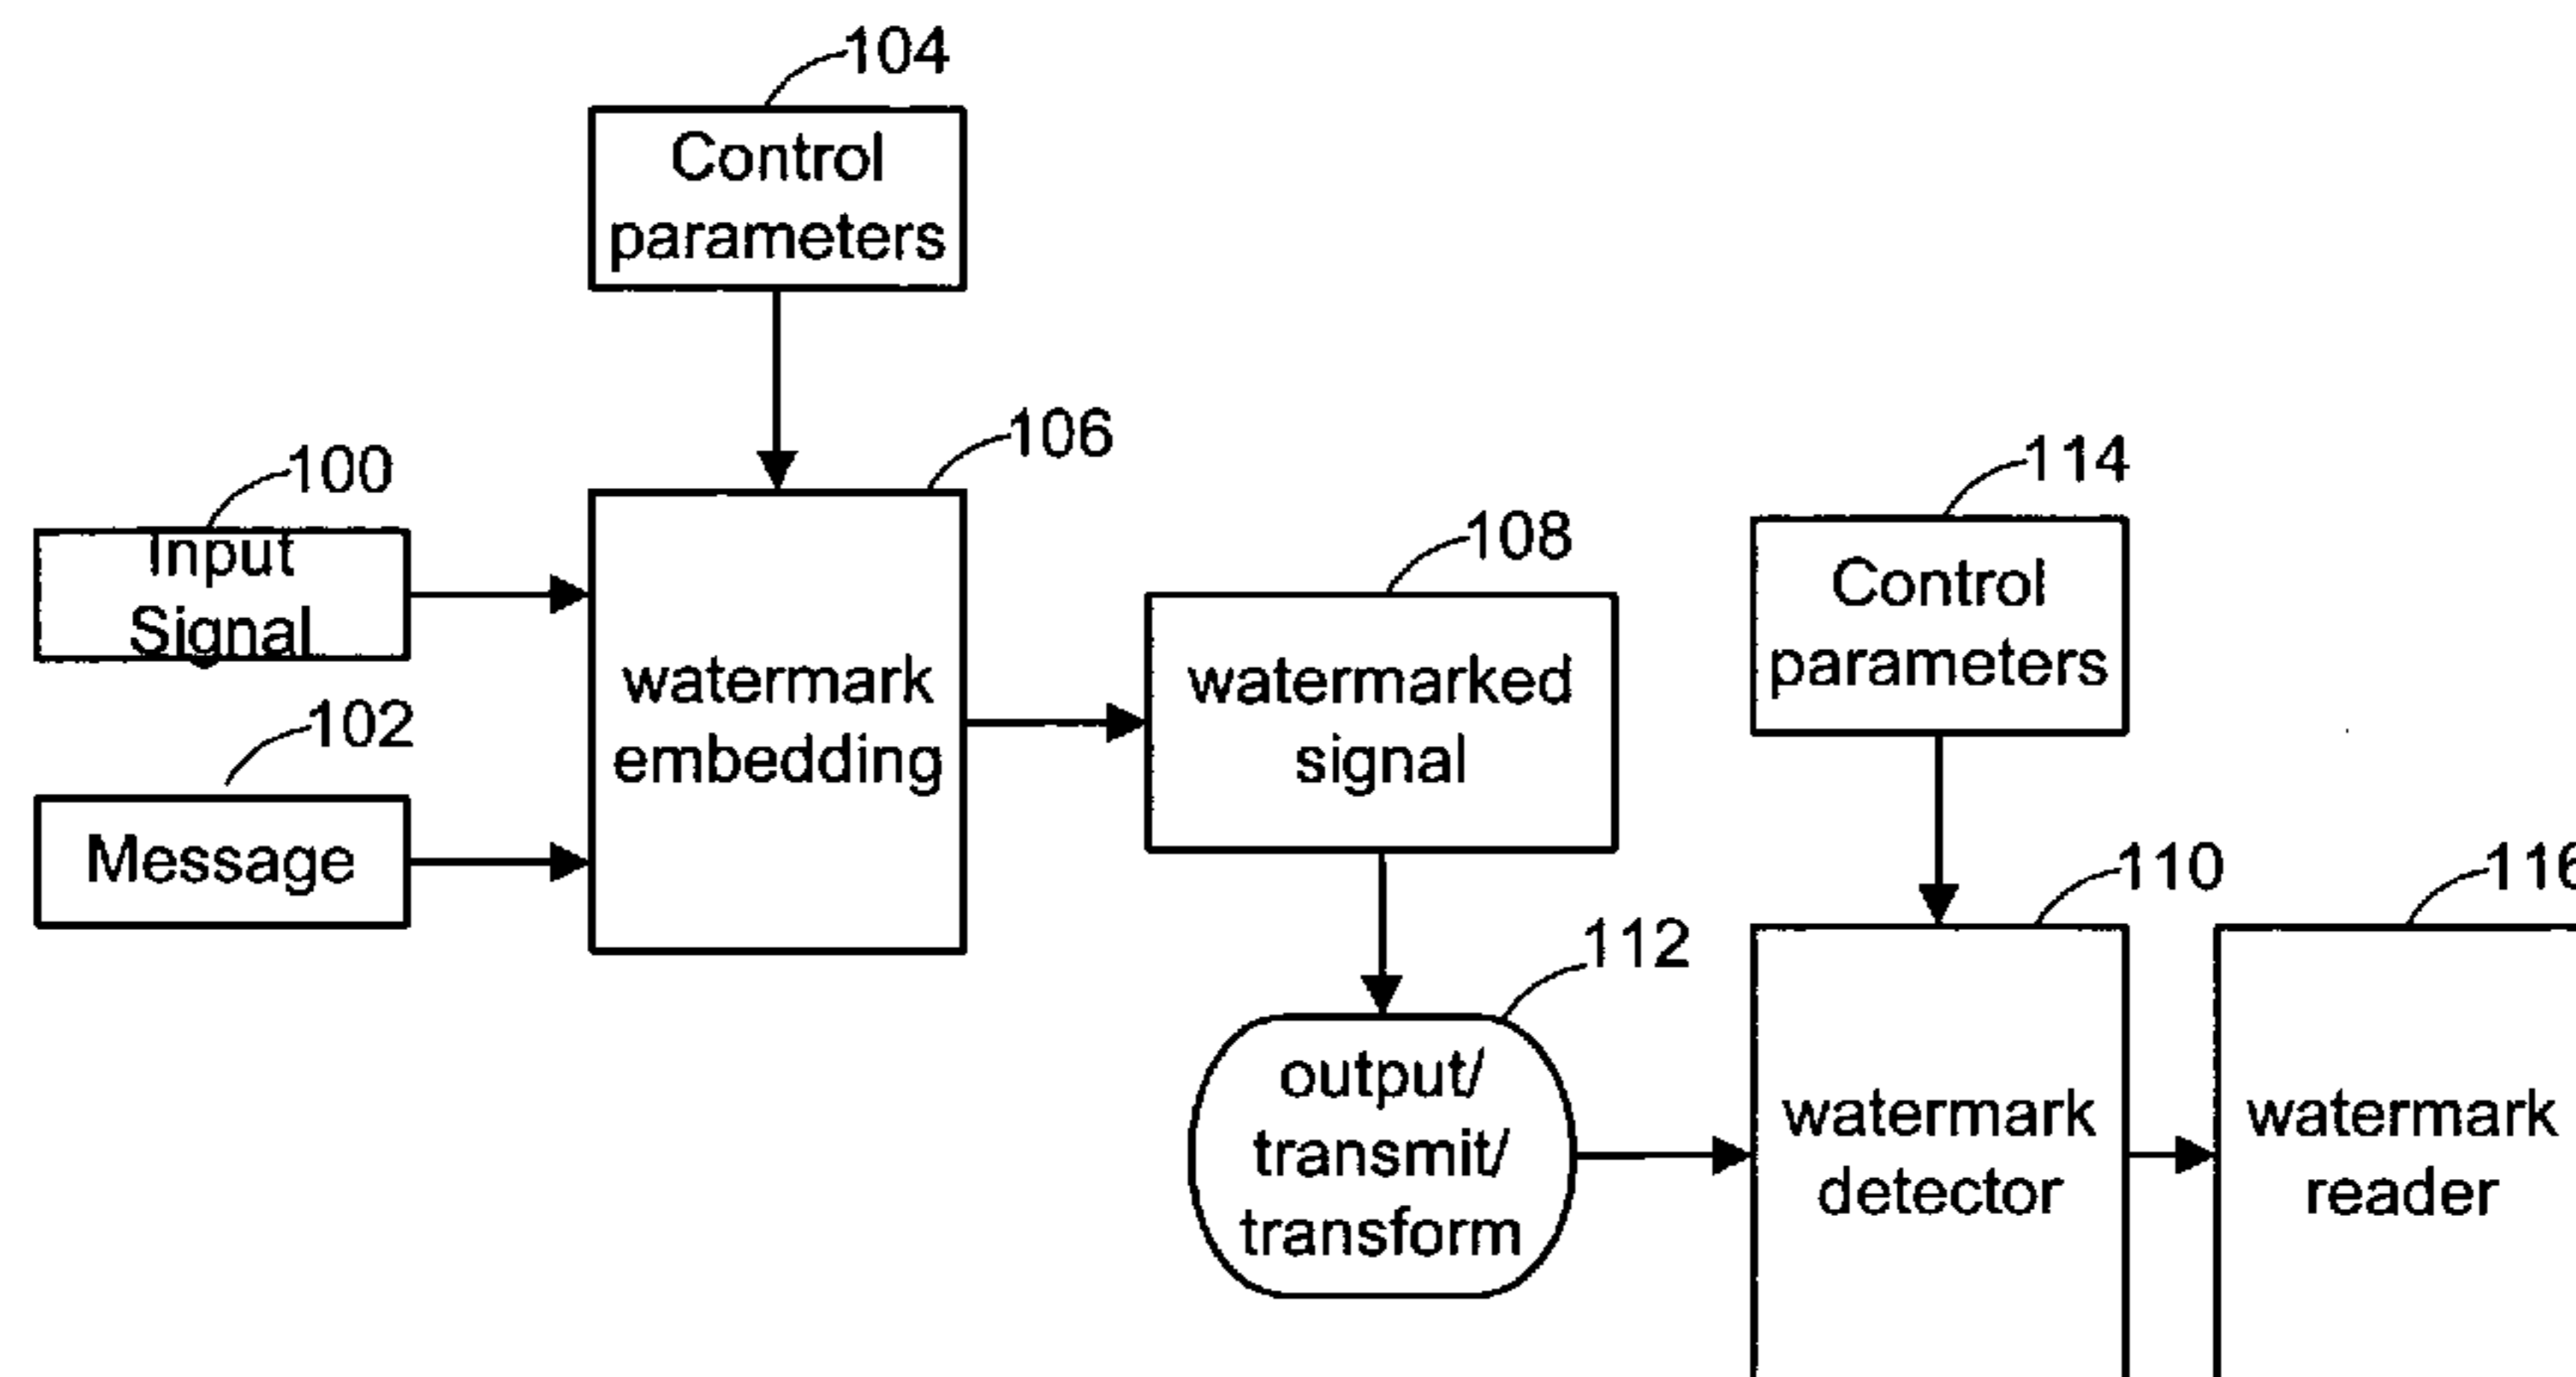 104
Control
parameters
106
100
Input
Signal
102
Message
watermark
embedding
108
watermarked
signal
114
Control
parameters
112
output/
transmit/
transform
110
watermark
detector
116
watermark
reader